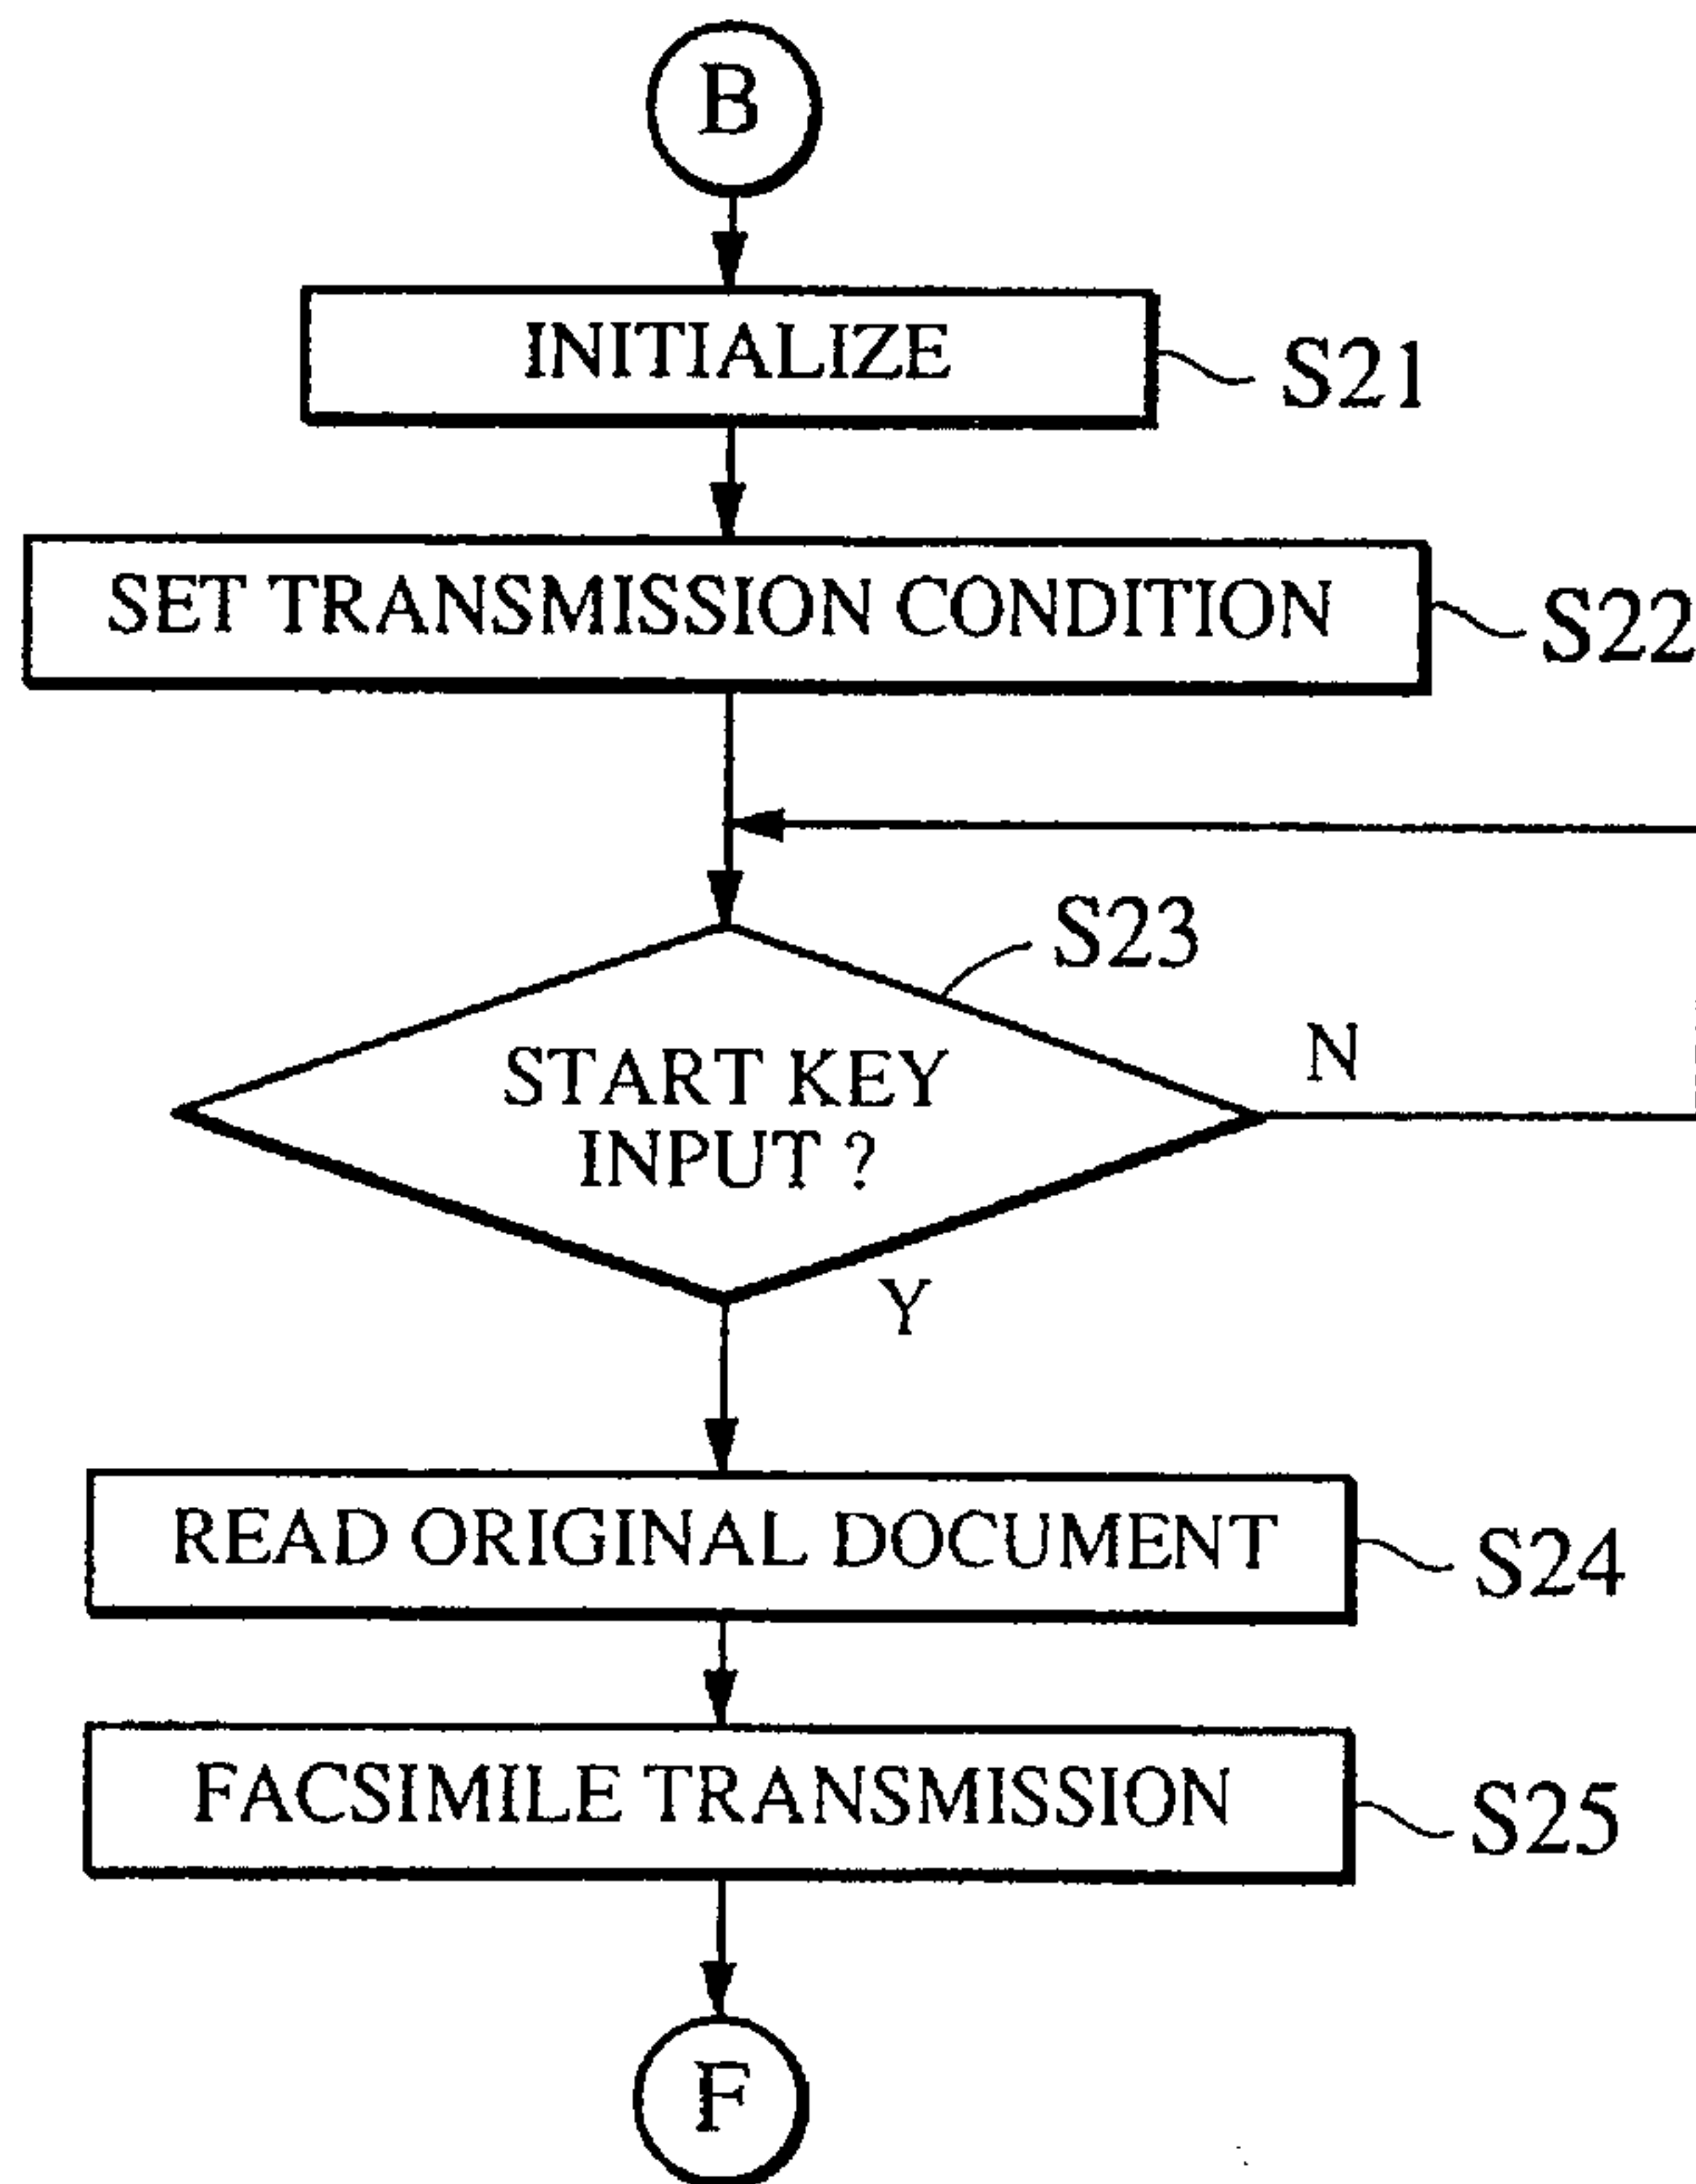 B
INITIALIZE
S21
SET TRANSMISSION CONDITION
S22
S23
START KEY
INPUT ?
N
Y
READ ORIGINAL DOCUMENT
S24
FACSIMILE TRANSMISSION
S25
F